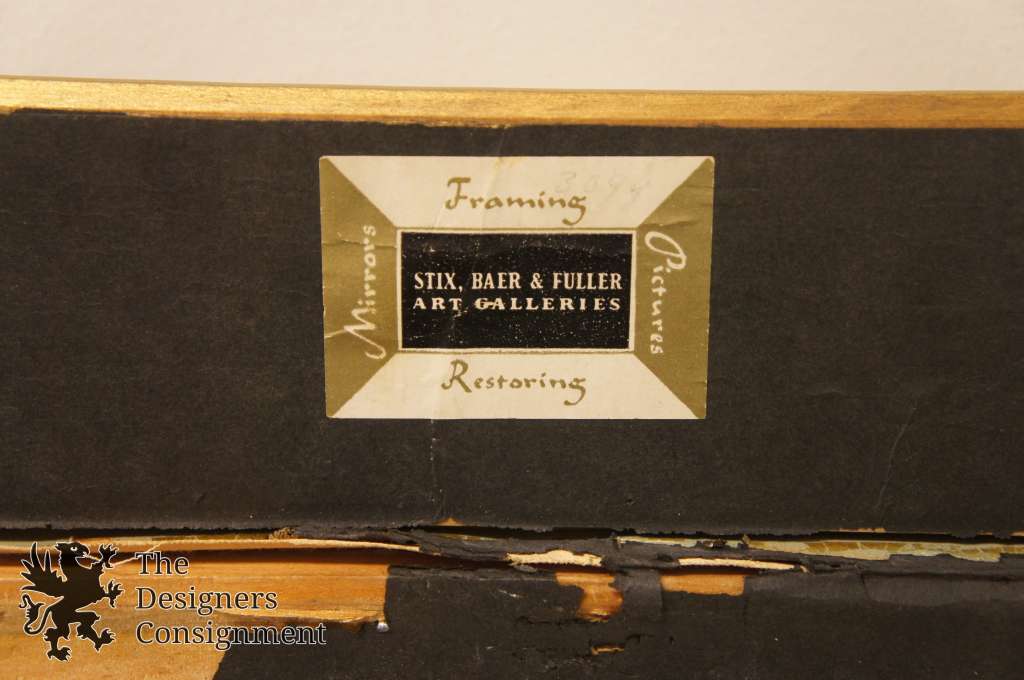 Framing
Mirrors
STIX, BAER & FULLER
ART GALLERIES
Pictures
Restoring
The
Designers
Consignment